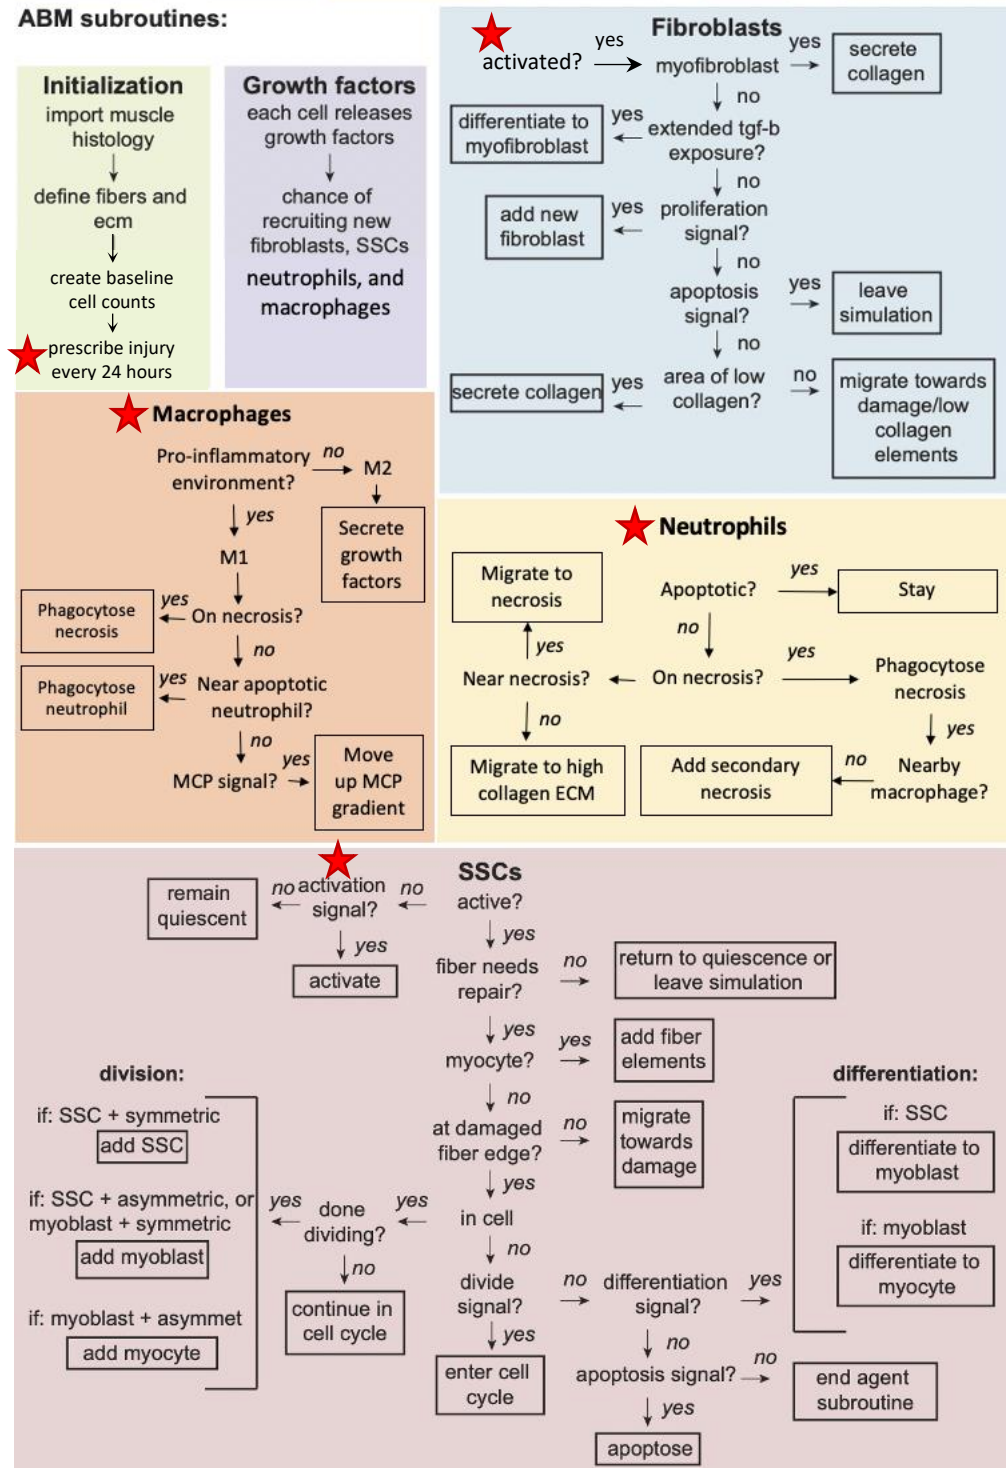 ABM subroutines:
Initialization
import muscle
histology
define fibers and
ecm
create baseline
cell counts
prescribe injury
every 24 hours
Growth factors
each cell releases
growth factors
chance of
recruiting new
fibroblasts, SSCs
neutrophils, and
macrophages
Fibroblasts
activated?
yes
myofibroblast
yes
secrete
collagen
no
differentiate to
myofibroblast
yes
extended tgf-b
exposure?
no
add new
fibroblast
yes
proliferation
signal?
no
apoptosis
signal?
yes
leave
simulation
no
secrete collagen
yes
area of low
collagen?
no
migrate towards
damage/low
collagen
elements
Macrophages
Pro-inflammatory
environment?
no
M2
Secrete
growth
factors
yes
M1
Phagocytose
necrosis
yes
On necrosis?
no
Phagocytose
neutrophil
yes
Near apoptotic
neutrophil?
no
MCP signal?
yes
Move
up MCP
gradient
Neutrophils
Migrate to
necrosis
Apoptotic?
yes
Stay
no
yes
Near necrosis?
On necrosis?
yes
Phagocytose
necrosis
no
yes
Migrate to high
collagen ECM
Add secondary
necrosis
no
Nearby
macrophage?
SSCs
remain
quiescent
no
activation
signal?
no
active?
yes
activate
yes
fiber needs
repair?
no
return to quiescence or
leave simulation
yes
myocyte?
yes
add fiber
elements
no
at damaged
fiber edge?
no
migrate
towards
damage
yes
in cell
yes
done
dividing?
yes
no
continue in
cell cycle
no
divide
signal?
no
differentiation
signal?
yes
yes
enter cell
cycle
no
apoptosis signal?
no
end agent
subroutine
yes
apoptose
division:
if: SSC + symmetric
add SSC
if: SSC + asymmetric, or
myoblast + symmetric
add myoblast
if: myoblast + asymmet
add myocyte
differentiation:
if: SSC
differentiate to
myoblast
if: myoblast
differentiate to
myocyte